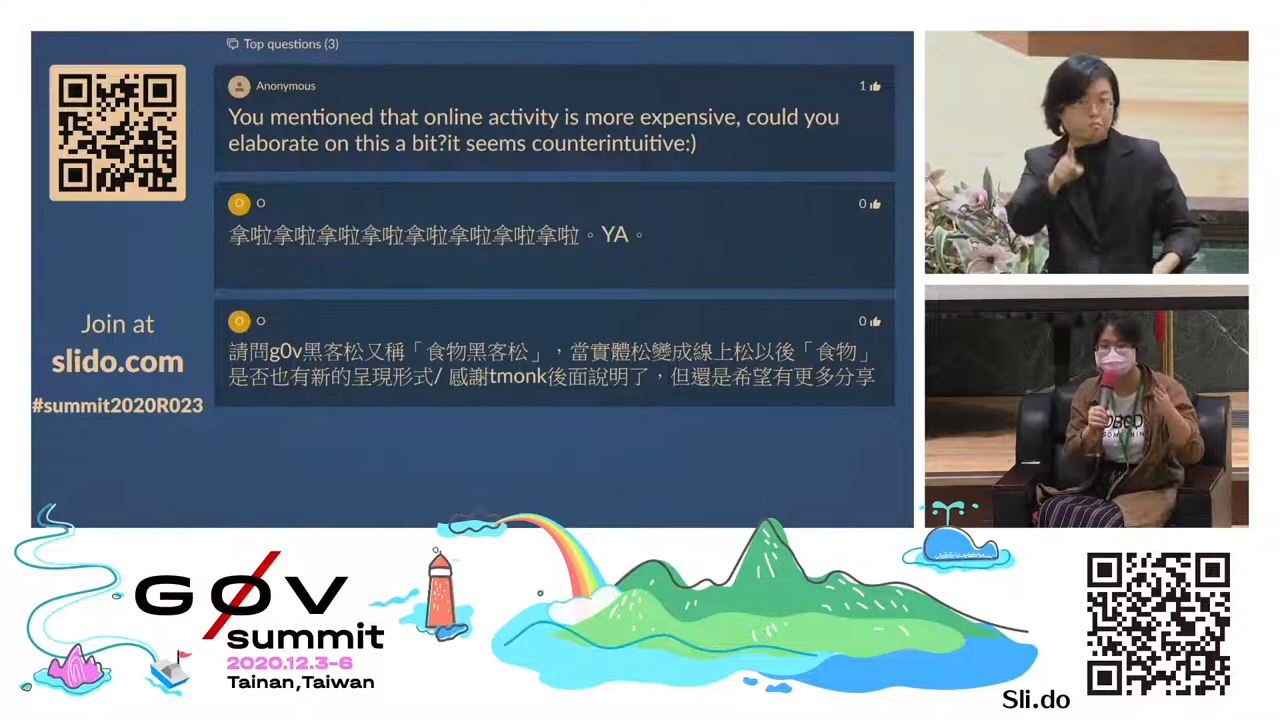 Top questions (3)
Anonymous
1
You mentioned that online activity is more expensive, could you
elaborate on this a bit?it seems counterintuitive:)
O O
0
拿啦拿啦拿啦拿啦拿啦拿啦拿啦拿啦。YA。
O O
0
請問g0v黑客松又稱「食物黑客松」，當實體松變成線上松以後「食物」
是否也有新的呈現形式/ 感謝tmonk後面說明了，但還是希望有更多分享
Join at
slido.com
#summit2020R023
G0V
summit
2020.12.3-6
Tainan,Taiwan
Sli.do